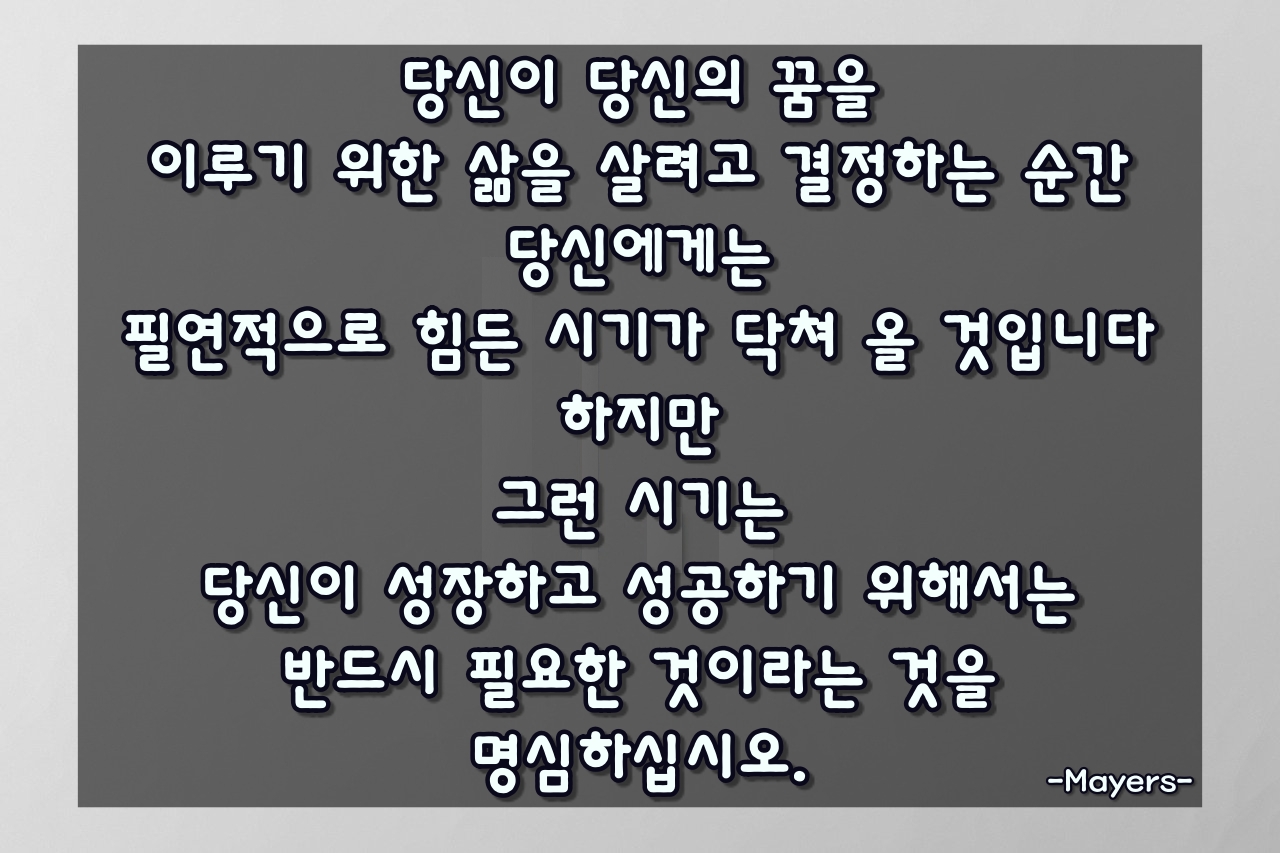 당신이 당신의 꿈을
이루기 위한 삶을 살려고 결정하는 순간
당신에게는
필연적으로 힘든 시기가 닥쳐 올 것입니다
하지만
그런 시기는
당신이 성장하고 성공하기 위해서는
반드시 필요한 것이라는 것을
명심하십시오.
-Mayers-